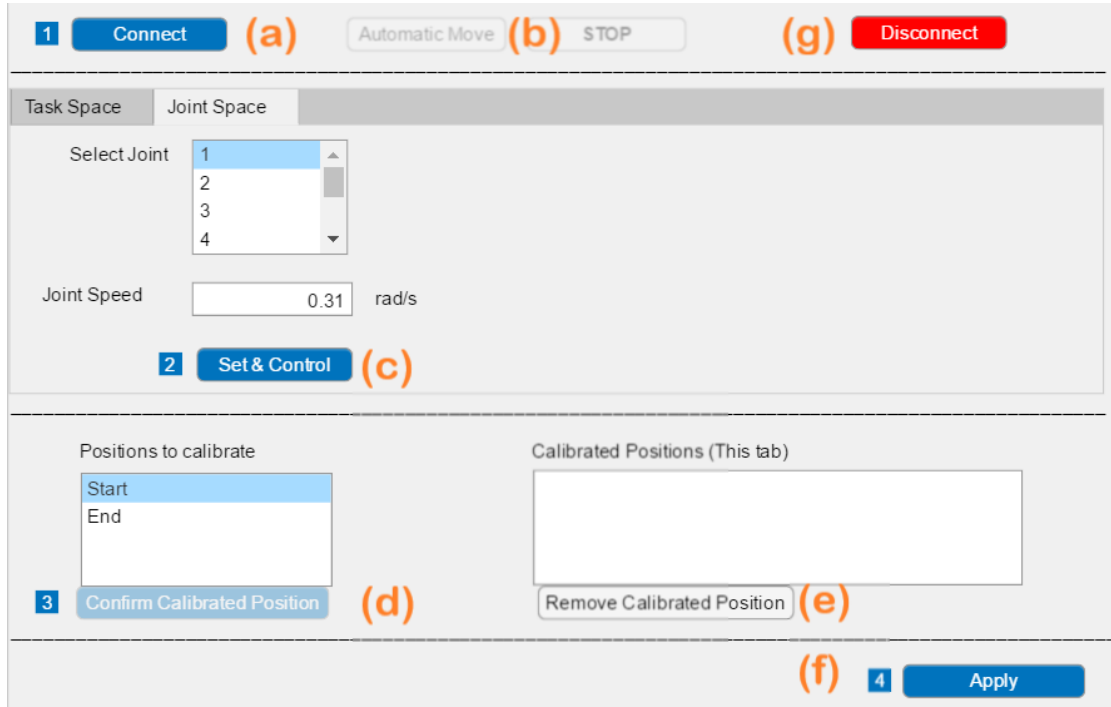 1 Connect (a) Automatic Move (b) STOP (g) Disconnect
Task Space Joint Space
Select Joint 1
2
3
4
Joint Speed 0.31 rad/s
2 Set & Control (c)
Positions to calibrate Calibrated Positions (This tab)
Start
End
3 Confirm Calibrated Position (d) Remove Calibrated Position (e)
(f) 4 Apply